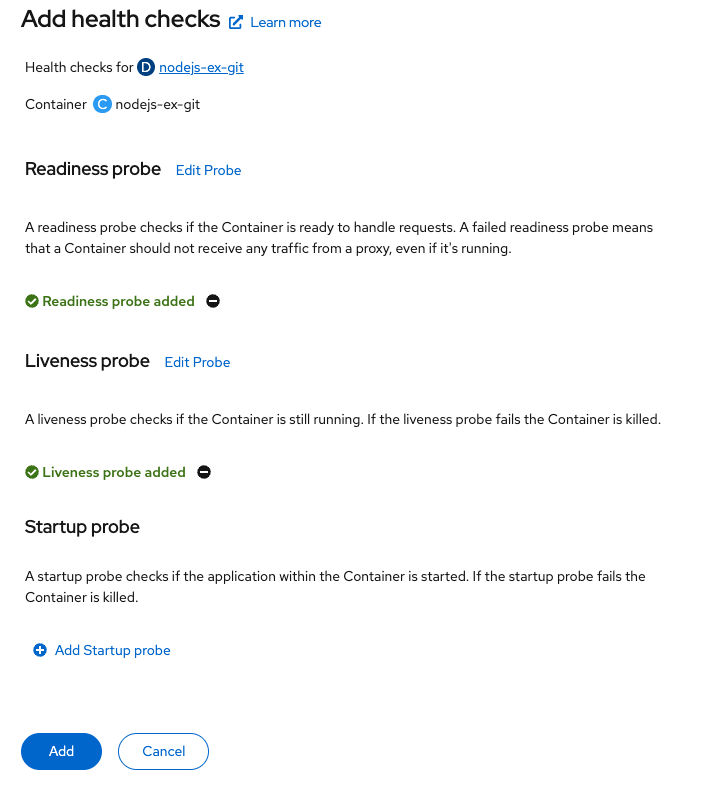 Add health checks Learn more
Health checks for D nodejs-ex-git
Container C nodejs-ex-git
Readiness probe Edit Probe
A readiness probe checks if the Container is ready to handle requests. A failed readiness probe means
that a Container should not receive any traffic from a proxy, even if it's running.
Readiness probe added
Liveness probe Edit Probe
A liveness probe checks if the Container is still running. If the liveness probe fails the Container is killed.
Liveness probe added
Startup probe
A startup probe checks if the application within the Container is started. If the startup probe fails the
Container is killed.
Add Startup probe
Add Cancel